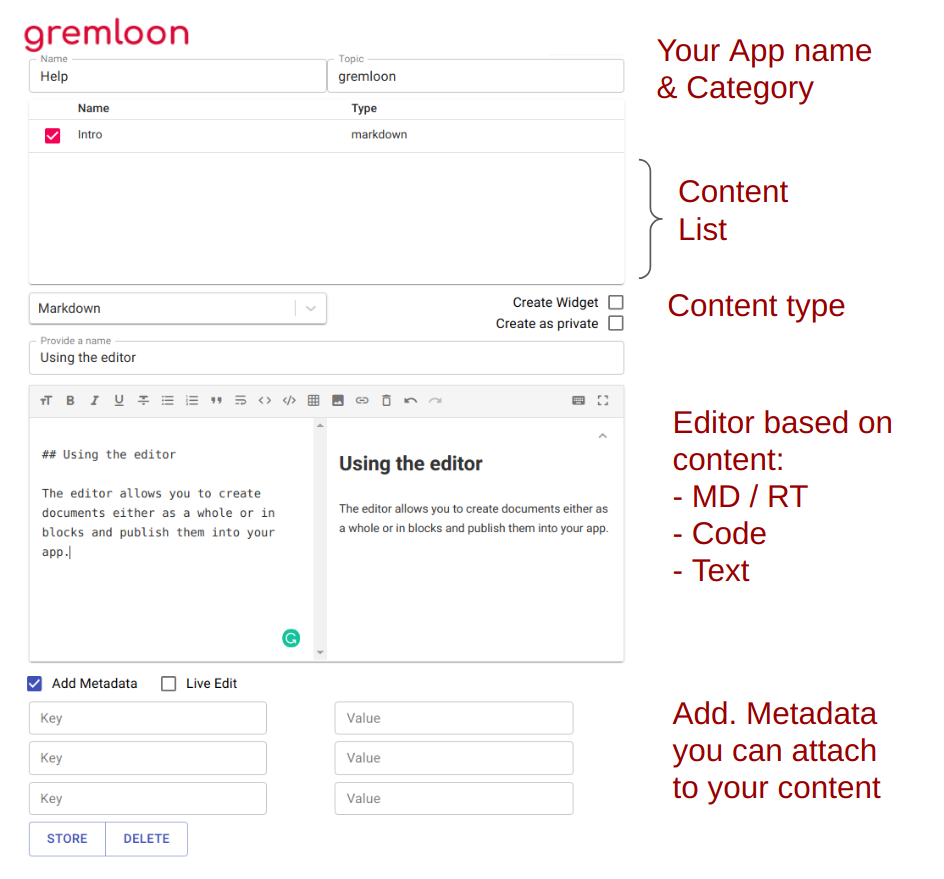 gremloon
Name
Help
Topic
gremloon
Your App name
& Category
Name Type
Intro markdown
Content
List
Markdown
Create Widget
Create as private
Content type
Provide a name
Using the editor
## Using the editor
The editor allows you to create
documents either as a whole or in
blocks and publish them into your
app.
Using the editor
The editor allows you to create documents either as
a whole or in blocks and publish them into your app.
Editor based on
content:
- MD / RT
- Code
- Text
Add Metadata Live Edit
Key Value
Key Value
Key Value
STORE DELETE
Add. Metadata
you can attach
to your content